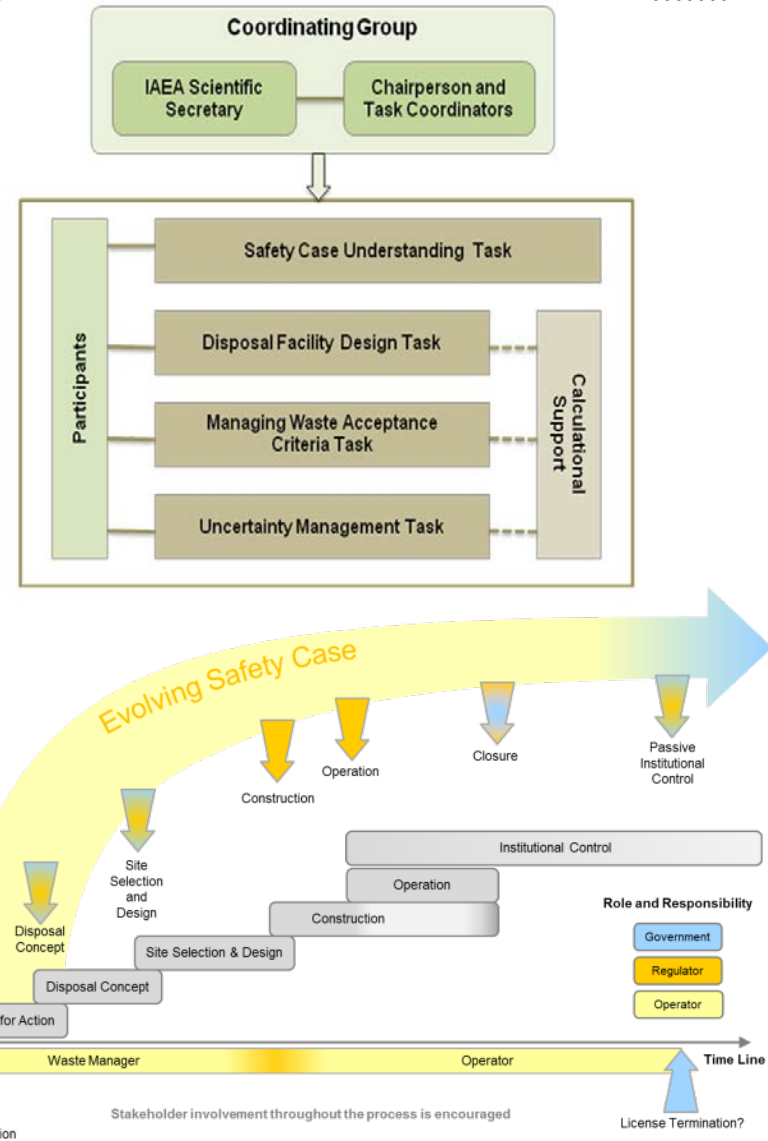 Coordinating Group
IAEA Scientific
Secretary
Chairperson and
Task Coordinators
Participants
Safety Case Understanding Task
Disposal Facility Design Task
Managing Waste Acceptance
Criteria Task
Uncertainty Management Task
Calculational
Support
Evolving Safety Case
Disposal
Concept
Site
Selection
and
Design
Construction
Operation
Closure
Passive
Institutional
Control
Institutional Control
Operation
Construction
Site Selection & Design
Disposal Concept
for Action
Role and Responsibility
Government
Regulator
Operator
Waste Manager
Operator
Time Line
Stakeholder involvement throughout the process is encouraged
License Termination?
tion